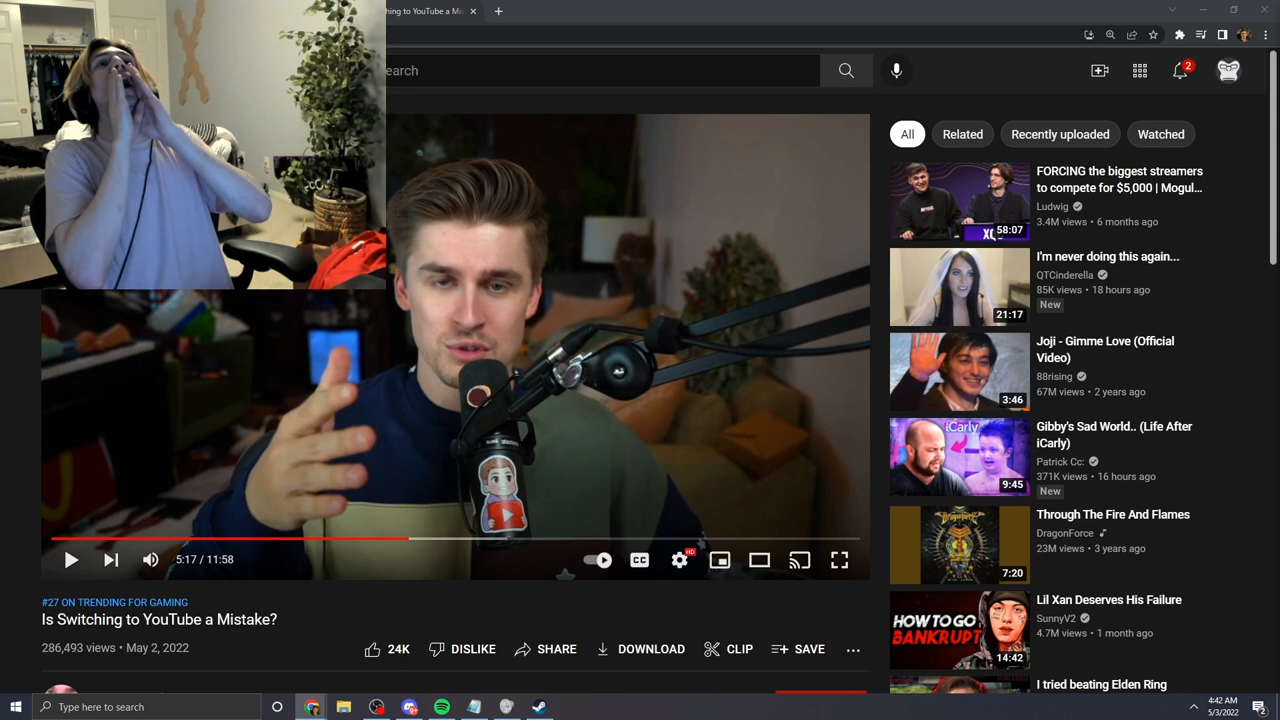 ching to YouTube a Mis
earch
2
All
Related
Recently uploaded
Watched
FORCING the biggest streamers
to compete for $5,000 | Mogul...
Ludwig
3.4M views • 6 months ago
58:07
I'm never doing this again...
QTCinderella
85K views • 18 hours ago
New
21:17
Joji - Gimme Love (Official
Video)
88rising
67M views • 2 years ago
3:46
iCarly
Gibby's Sad World.. (Life After
iCarly)
Patrick Cc:
371K views • 16 hours ago
New
9:45
Through The Fire And Flames
DragonForce
23M views • 3 years ago
7:20
HOW TO GO
BANKRUPT
Lil Xan Deserves His Failure
SunnyV2
4.7M views • 1 month ago
14:42
I tried beating Elden Ring
5:17 / 11:58
CC
HD
#27 ON TRENDING FOR GAMING
Is Switching to YouTube a Mistake?
286,493 views • May 2, 2022
24K
DISLIKE
SHARE
DOWNLOAD
CLIP
SAVE
Type here to search
4:42 AM
5/3/2022
2